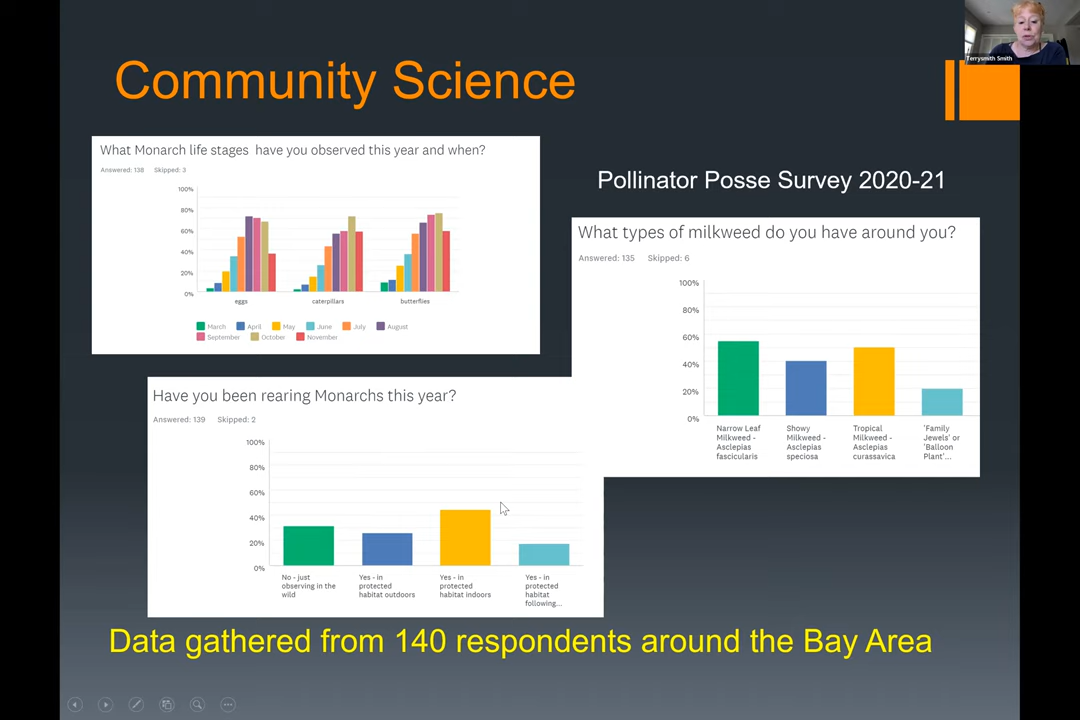 Terrysmith Smith
Community Science
What Monarch life stages have you observed this year and when?
Answered: 138 Skipped: 3
100%
80%
60%
40%
20%
0%
eggs caterpillars butterflies
March April May June July August
September October November
Pollinator Posse Survey 2020-21
What types of milkweed do you have around you?
Answered: 135 Skipped: 6
100%
80%
60%
40%
20%
0%
Narrow Leaf
Milkweed -
Asclepias
fascicularis
Showy
Milkweed -
Asclepias
speciosa
Tropical
Milkweed -
Asclepias
curassavica
'Family
Jewels' or
'Balloon
Plant'...
Have you been rearing Monarchs this year?
Answered: 139 Skipped: 2
100%
80%
60%
40%
20%
0%
No - just
observing in the
wild
Yes - in
protected
habitat outdoors
Yes - in
protected
habitat indoors
Yes - in
protected
habitat
following...
Data gathered from 140 respondents around the Bay Area